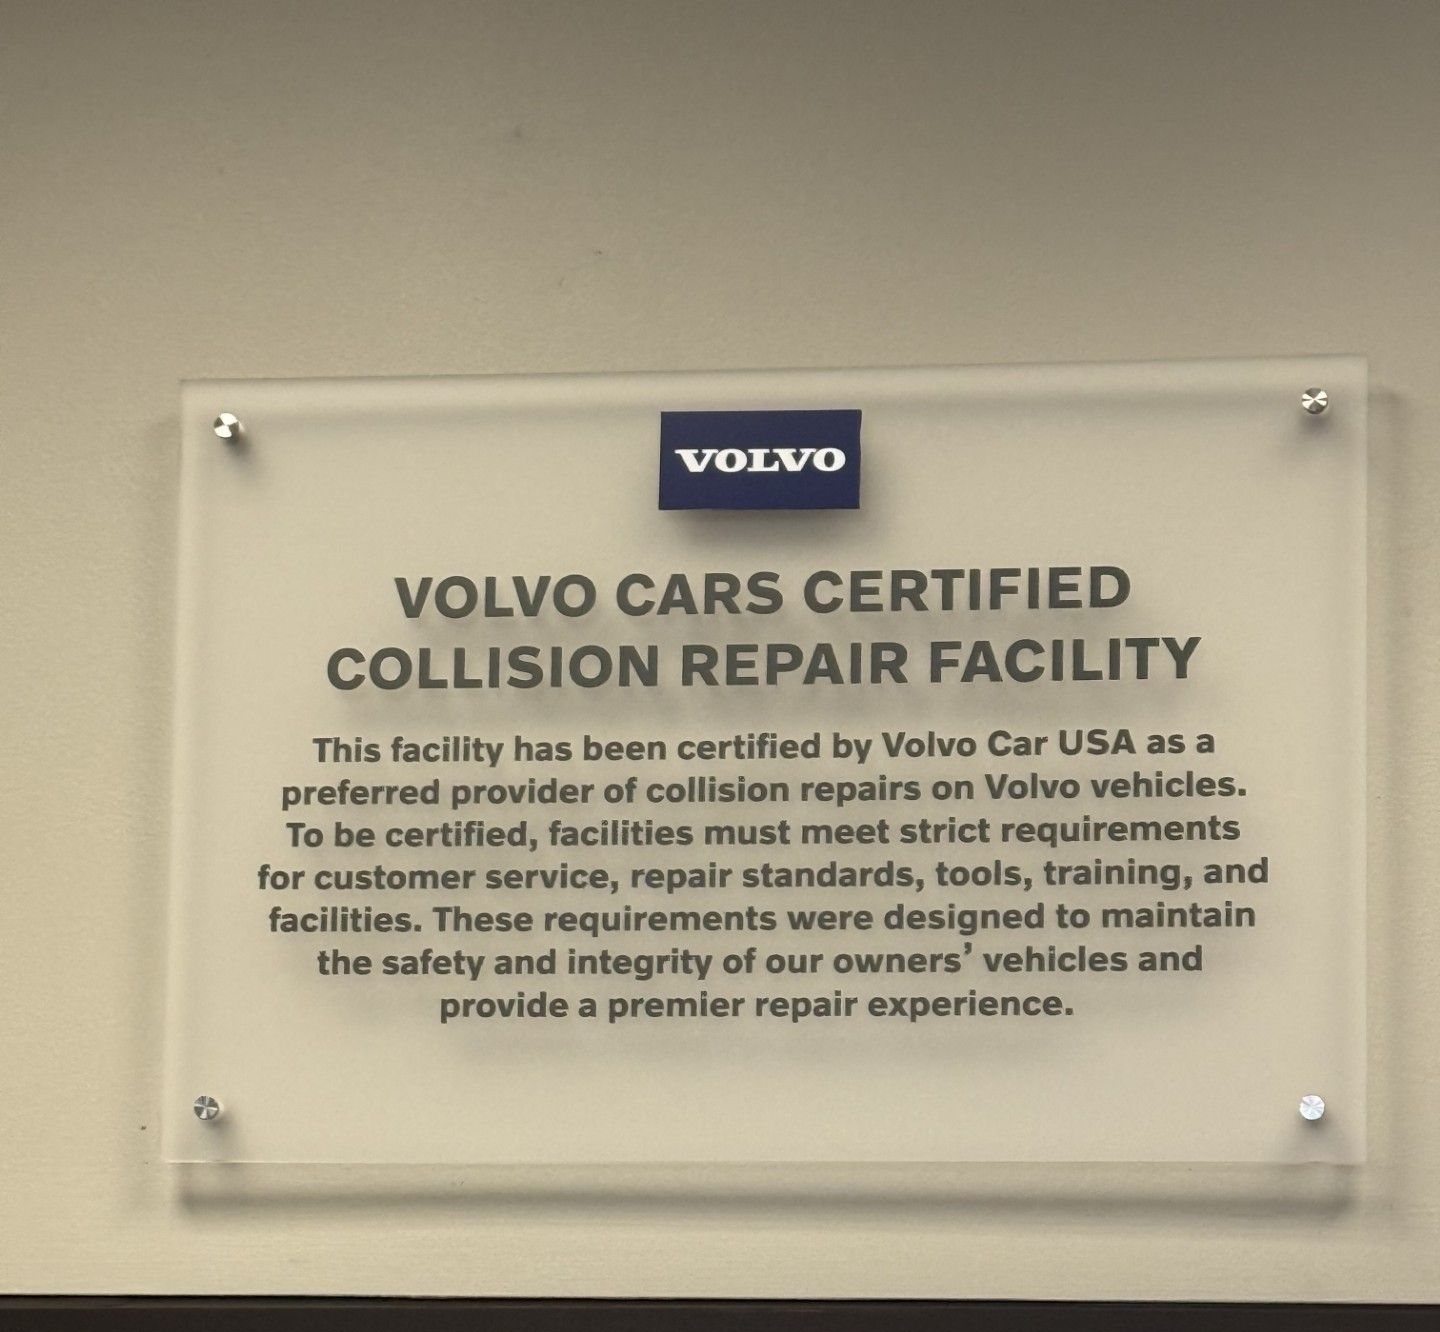 VOLVO
VOLVO CARS CERTIFIED
COLLISION REPAIR FACILITY
This facility has been certified by Volvo Car USA as a
preferred provider of collision repairs on Volvo vehicles.
To be certified, facilities must meet strict requirements
for customer service, repair standards, tools, training, and
facilities. These requirements were designed to maintain
the safety and integrity of our owners’ vehicles and
provide a premier repair experience.